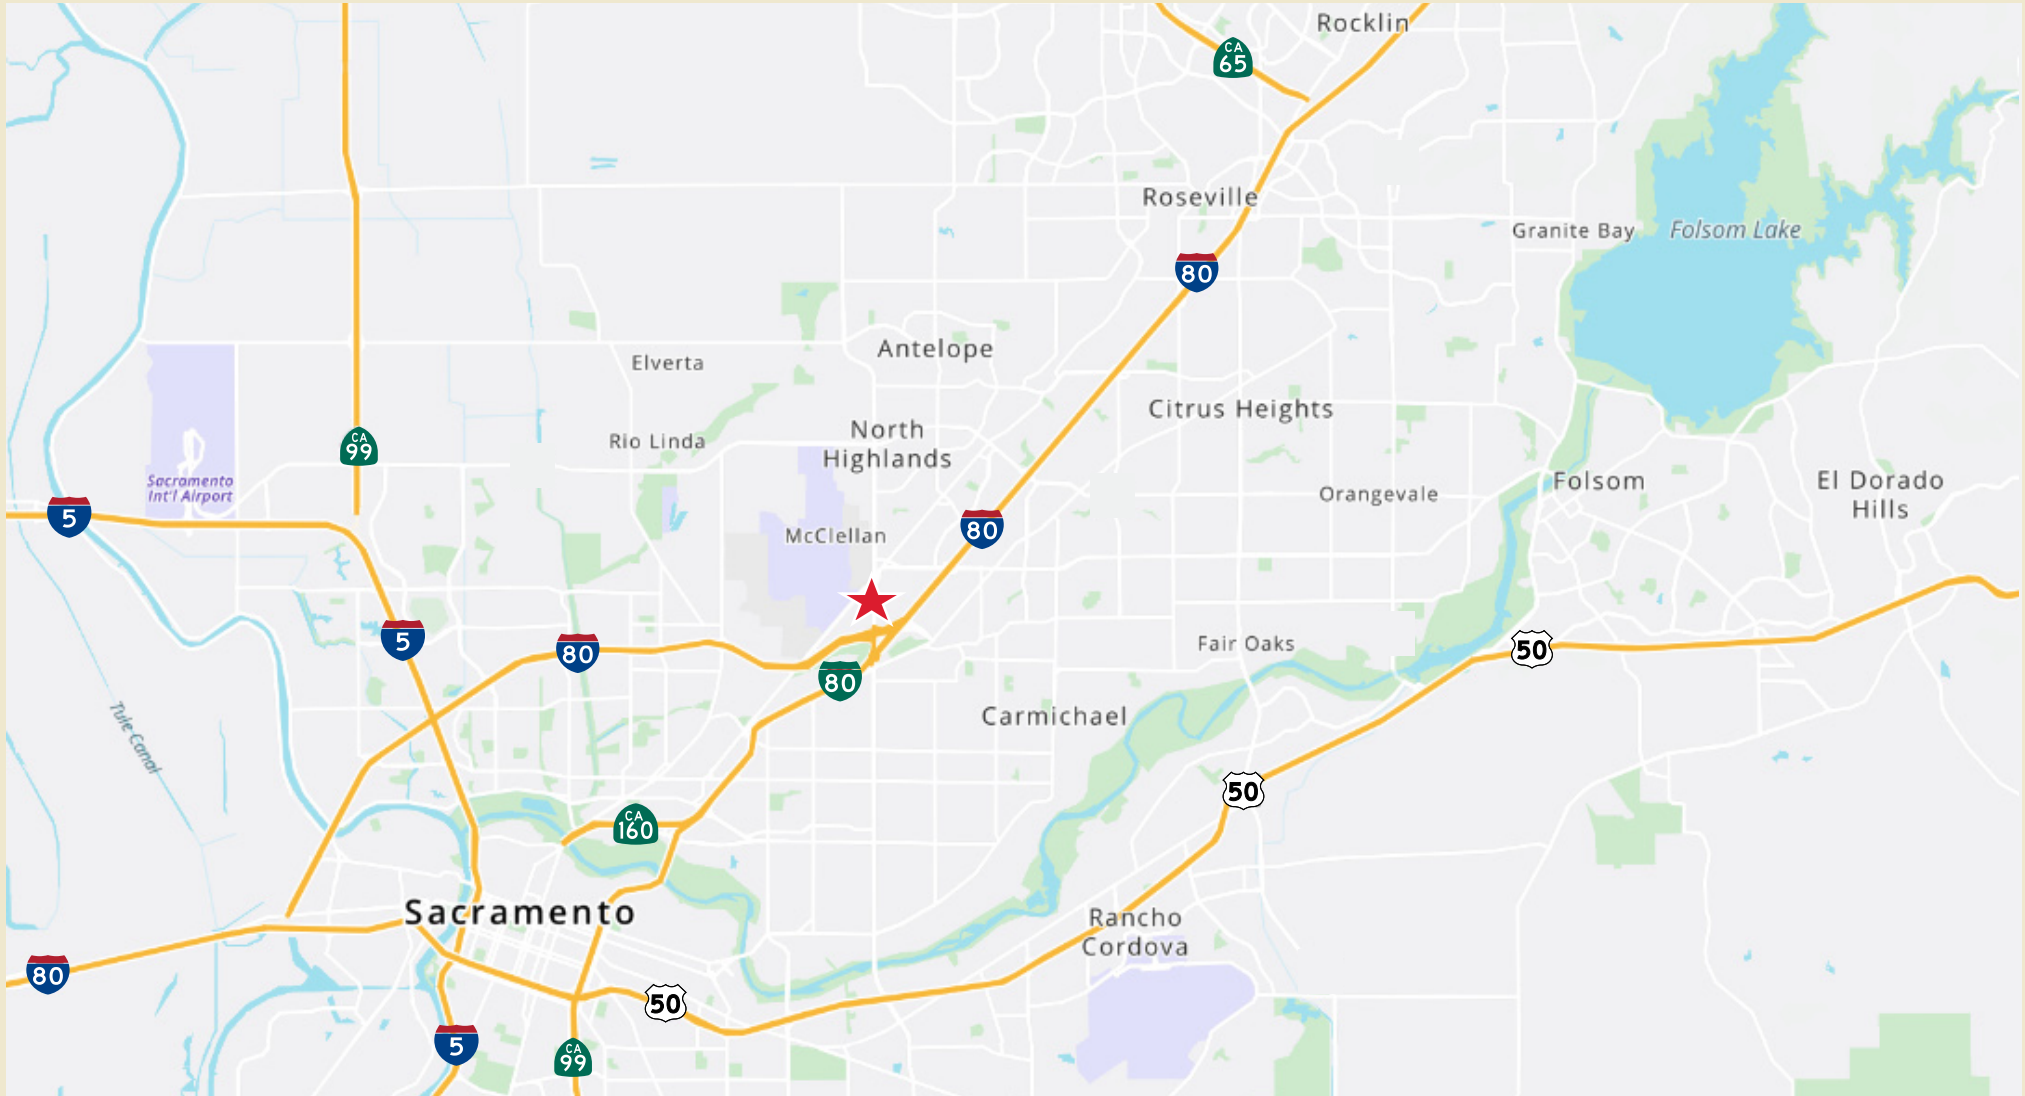 Rocklin
CA
65
Roseville
Granite Bay
Folsom Lake
80
Antelope
Elverta
Citrus Heights
CA
99
Rio Linda
North
Highlands
Sacramento
Int'l Airport
Orangevale
Folsom
El Dorado
Hills
5
80
McClellan
5
80
Fair Oaks
50
80
Carmichael
Tule Canal
50
CA
160
Sacramento
Rancho
Cordova
80
50
5
CA
99